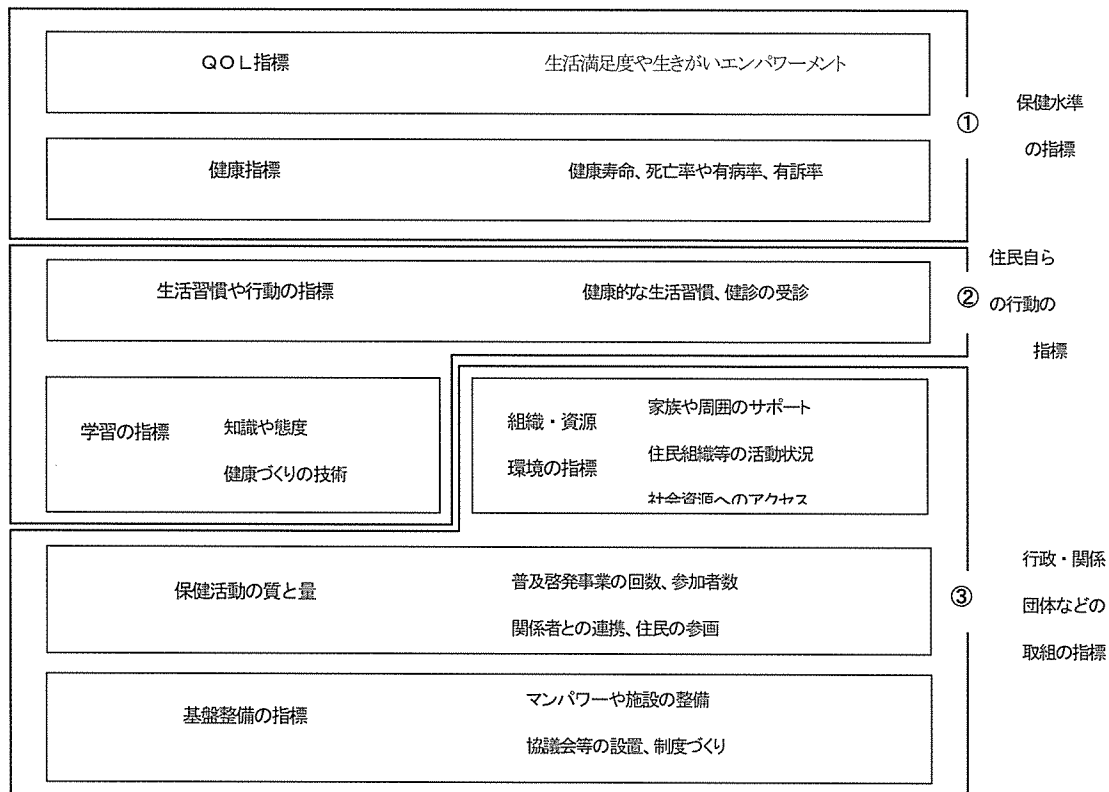 QOL指標 生活満足度や生きがいエンパワーメント
健康指標 健康寿命、死亡率や有病率、有訴率
①
保健水準
の指標
生活習慣や行動の指標 健康的な生活習慣、健診の受診
②
住民自ら
の行動の
指標
学習の指標
知識や態度
健康づくりの技術
組織・資源
環境の指標
家族や周囲のサポート
住民組織等の活動状況
社会資源へのアクセス
保健活動の質と量
普及啓発事業の回数、参加者数
関係者との連携、住民の参画
基盤整備の指標
マンパワーや施設の整備
協議会等の設置、制度づくり
③
行政・関係
団体などの
取組の指標